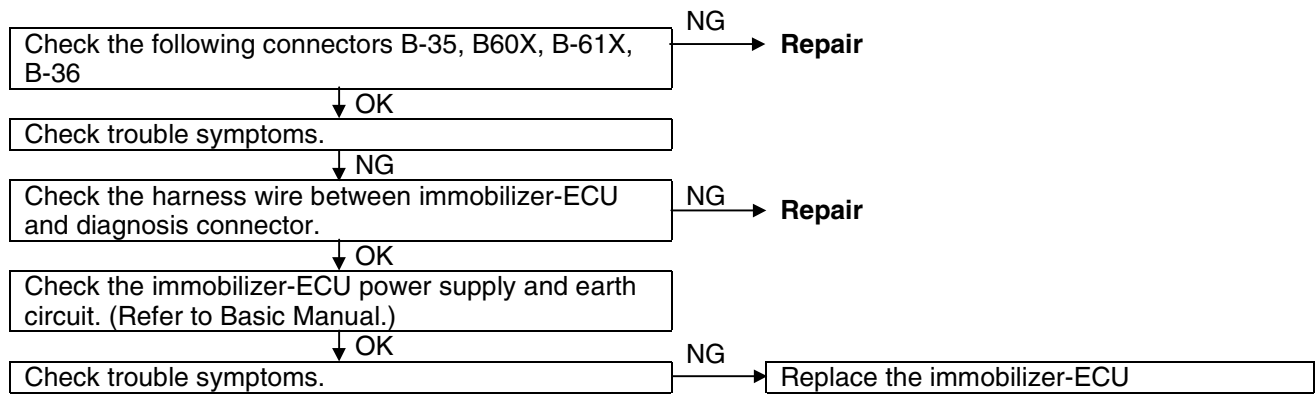 NG
Check the following connectors B-35, B60X, B-61X,
Repair
B-36
OK
Check trouble symptoms.
NG
Check the harness wire between immobilizer-ECU
NG
Repair
and diagnosis connector.
OK
Check the immobilizer-ECU power supply and earth
circuit. (Refer to Basic Manual.)
OK
NG
Check trouble symptoms.
Replace the immobilizer-ECU